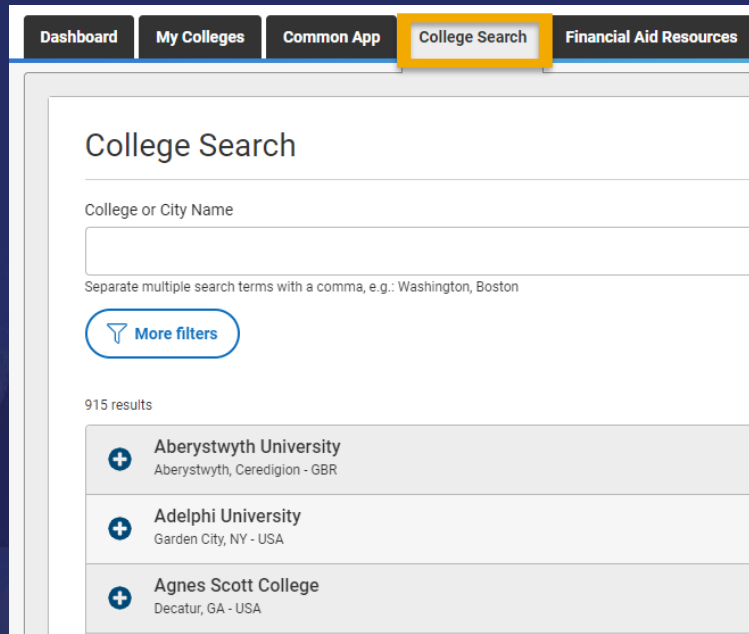 Dashboard My Colleges Common App College Search Financial Aid Resources
College Search
College or City Name
Separate multiple search terms with a comma, e.g.: Washington, Boston
More filters
915 results
Aberystwyth University
Aberystwyth, Ceredigion - GBR
Adelphi University
Garden City, NY - USA
Agnes Scott College
Decatur, GA - USA